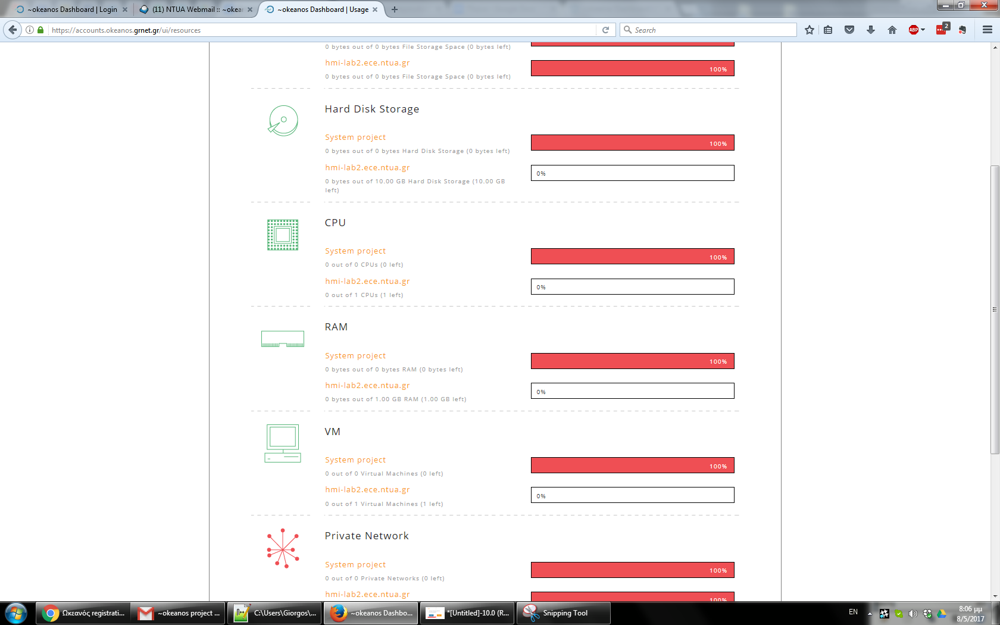 ~okeanos Dashboard | Login
(11) NTUA Webmail :: ~okean
~okeanos Dashboard | Usage
https://accounts.okeanos.grnet.gr/ui/resources
Search
ABP
2
0 bytes out of 0 bytes File Storage Space (0 bytes left)
hmi-lab2.ece.ntua.gr
0 bytes out of 0 bytes File Storage Space (0 bytes left)
100%
Hard Disk Storage
System project
0 bytes out of 0 bytes Hard Disk Storage (0 bytes left)
100%
hmi-lab2.ece.ntua.gr
0 bytes out of 10.00 GB Hard Disk Storage (10.00 GB
left)
0%
CPU
System project
0 out of 0 CPUs (0 left)
100%
hmi-lab2.ece.ntua.gr
0 out of 1 CPUs (1 left)
0%
RAM
System project
0 bytes out of 0 bytes RAM (0 bytes left)
100%
hmi-lab2.ece.ntua.gr
0 bytes out of 1.00 GB RAM (1.00 GB left)
0%
VM
System project
0 out of 0 Virtual Machines (0 left)
100%
hmi-lab2.ece.ntua.gr
0 out of 1 Virtual Machines (1 left)
0%
Private Network
System project
0 out of 0 Private Networks (0 left)
100%
hmi-lab2.ece.ntua.gr
100%
Ωκεανός registrati...
~okeanos project ...
C:\Users\Giorgos\...
~okeanos Dashbo...
*[Untitled]-10.0 (R...
Snipping Tool
EN
8:06 μμ
8/5/2017